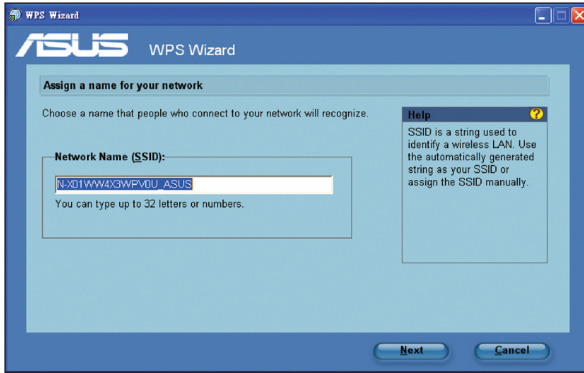 WPS Wizard
ASUS WPS Wizard
Assign a name for your network
Choose a name that people who connect to your network will recognize.
Network Name (SSID):
N-X01WW4X3WPV0U_ASUS
You can type up to 32 letters or numbers.
Help
SSID is a string used to
identify a wireless LAN. Use
the automatically generated
string as your SSID or
assign the SSID manually.
Next Cancel